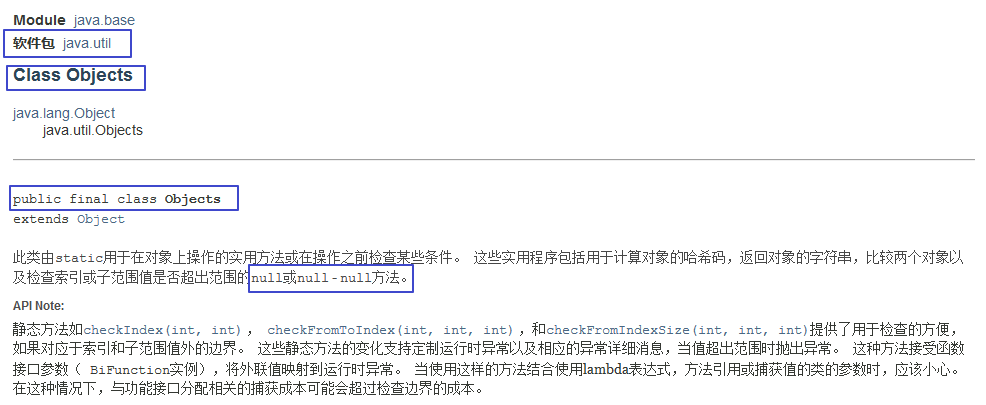 Module java.base
软件包 java.util
Class Objects
java.lang.Object
java.util.Objects
public final class Objects
extends Object
此类由static用于在对象上操作的实用方法或在操作之前检查某些条件。 这些实用程序包括用于计算对象的哈希码，返回对象的字符串，比较两个对象以
及检查索引或子范围值是否超出范围的null或null-null方法。
API Note:
静态方法如checkIndex(int, int) ， checkFromToIndex(int, int, int) ，和checkFromIndexSize(int, int, int)提供了用于检查的方便，
如果对应于索引和子范围值外的边界。 这些静态方法的变化支持定制运行时异常以及相应的异常详细消息，当值超出范围时抛出异常。 这种方法接受函数
接口参数（ BiFunction实例），将外联值映射到运行时异常。 当使用这样的方法结合使用lambda表达式，方法引用或捕获值的类的参数时，应该小心。
在这种情况下，与功能接口分配相关的捕获成本可能会超过检查边界的成本。